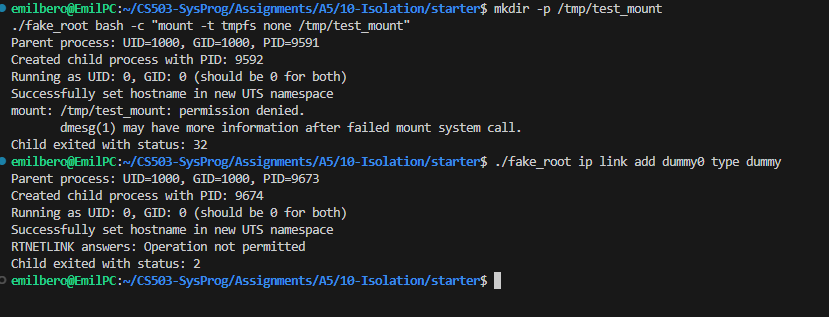 emilbero@EmilPC:~/CS503-SysProg/Assignments/A5/10-Isolation/starter$ mkdir -p /tmp/test_mount
./fake_root bash -c "mount -t tmpfs none /tmp/test_mount"
Parent process: UID=1000, GID=1000, PID=9591
Created child process with PID: 9592
Running as UID: 0, GID: 0 (should be 0 for both)
Successfully set hostname in new UTS namespace
mount: /tmp/test_mount: permission denied.
       dmesg(1) may have more information after failed mount system call.
Child exited with status: 32
emilbero@EmilPC:~/CS503-SysProg/Assignments/A5/10-Isolation/starter$ ./fake_root ip link add dummy0 type dummy
Parent process: UID=1000, GID=1000, PID=9673
Created child process with PID: 9674
Running as UID: 0, GID: 0 (should be 0 for both)
Successfully set hostname in new UTS namespace
RTNETLINK answers: Operation not permitted
Child exited with status: 2
emilbero@EmilPC:~/CS503-SysProg/Assignments/A5/10-Isolation/starter$